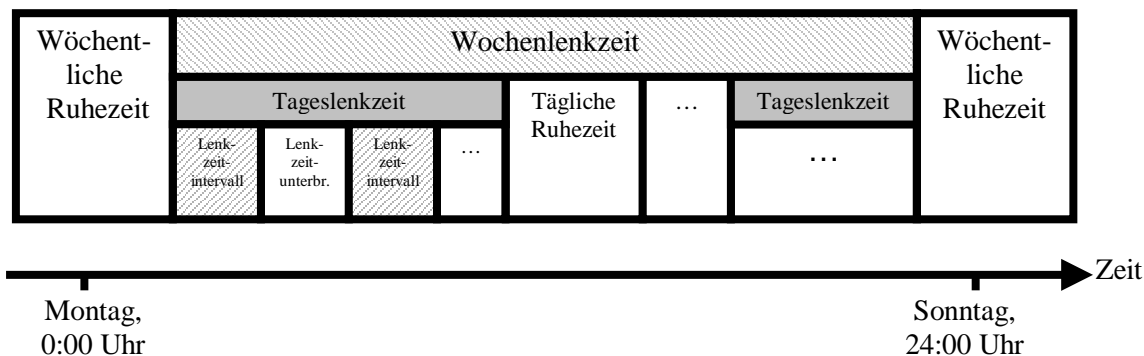 Wöchent-
liche
Ruhezeit
Wochenlenkzeit
Wöchent-
liche
Ruhezeit
Tageslenkzeit
Tägliche
Ruhezeit
…
Tageslenkzeit
Lenk-
zeit-
intervall
Lenk-
zeit-
unterbr.
Lenk-
zeit-
intervall
…
…
Zeit
Montag,
0:00 Uhr
Sonntag,
24:00 Uhr